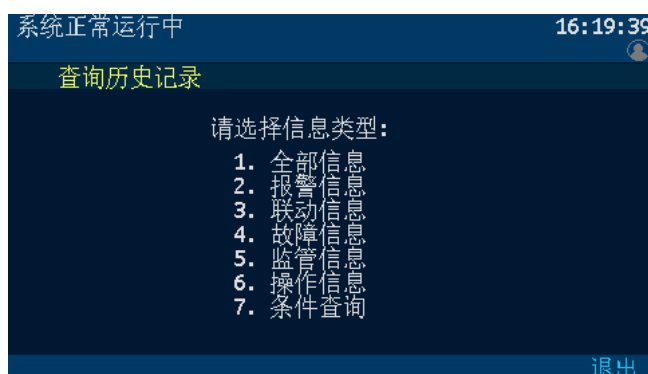 系统正常运行中 16:19:39
查询历史记录
请选择信息类型:
1. 全部信息
2. 报警信息
3. 联动信息
4. 故障信息
5. 监管信息
6. 操作信息
7. 条件查询
退出